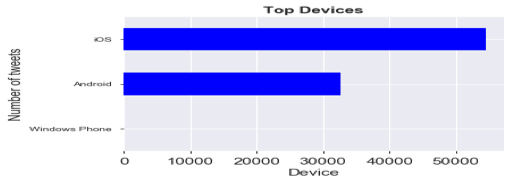 Top Devices
Number of tweets
iOS
Android
Windows Phone
0 10000 20000 30000 40000 50000
Device